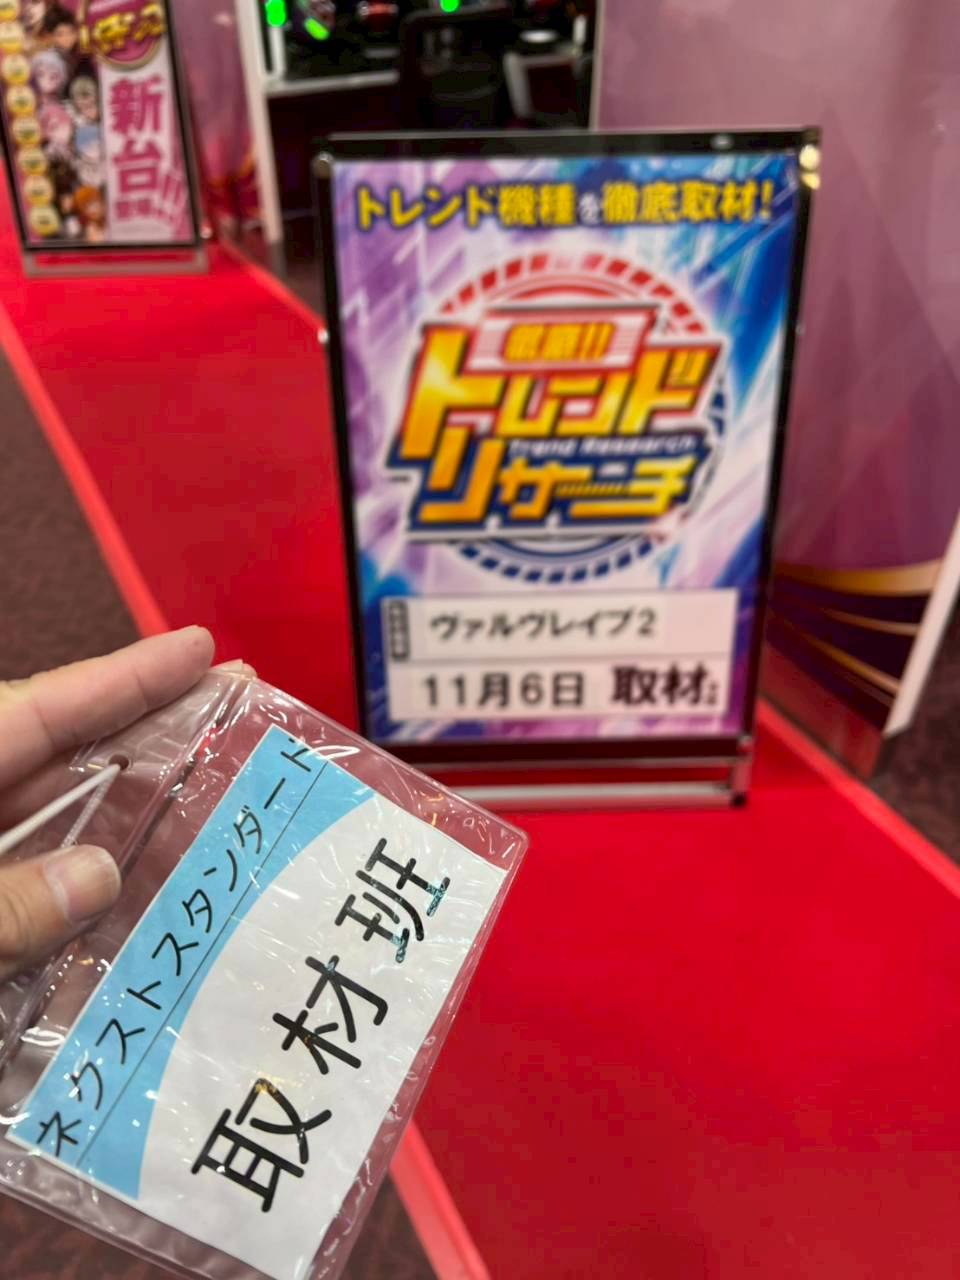 新台
トレンド機種を徹底取材!
徹底!!
トレンド
Trend Research
リサーチ
ヴァルヴレイブ2
11月6日 取材
ネクストスタンダード
取材班